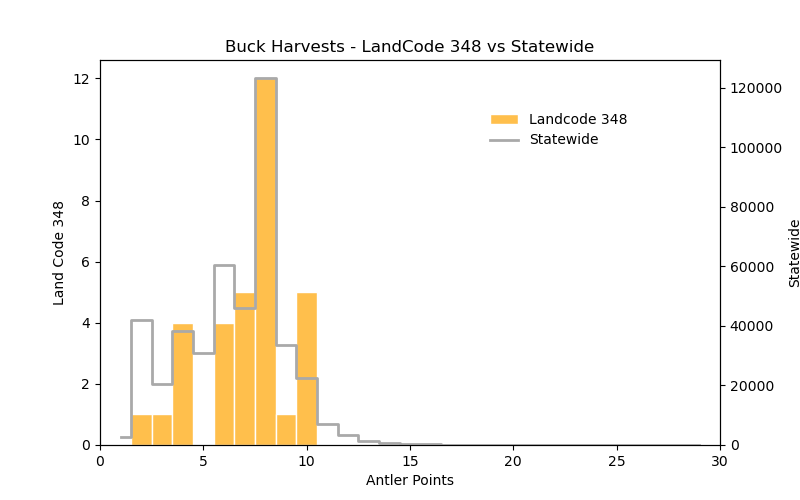 Buck Harvests - LandCode 348 vs Statewide
12
10
8
6
4
2
0
Land Code 348
Landcode 348
Statewide
120000
100000
80000
60000
40000
20000
0
Statewide
0 5 10 15 20 25 30
Antler Points